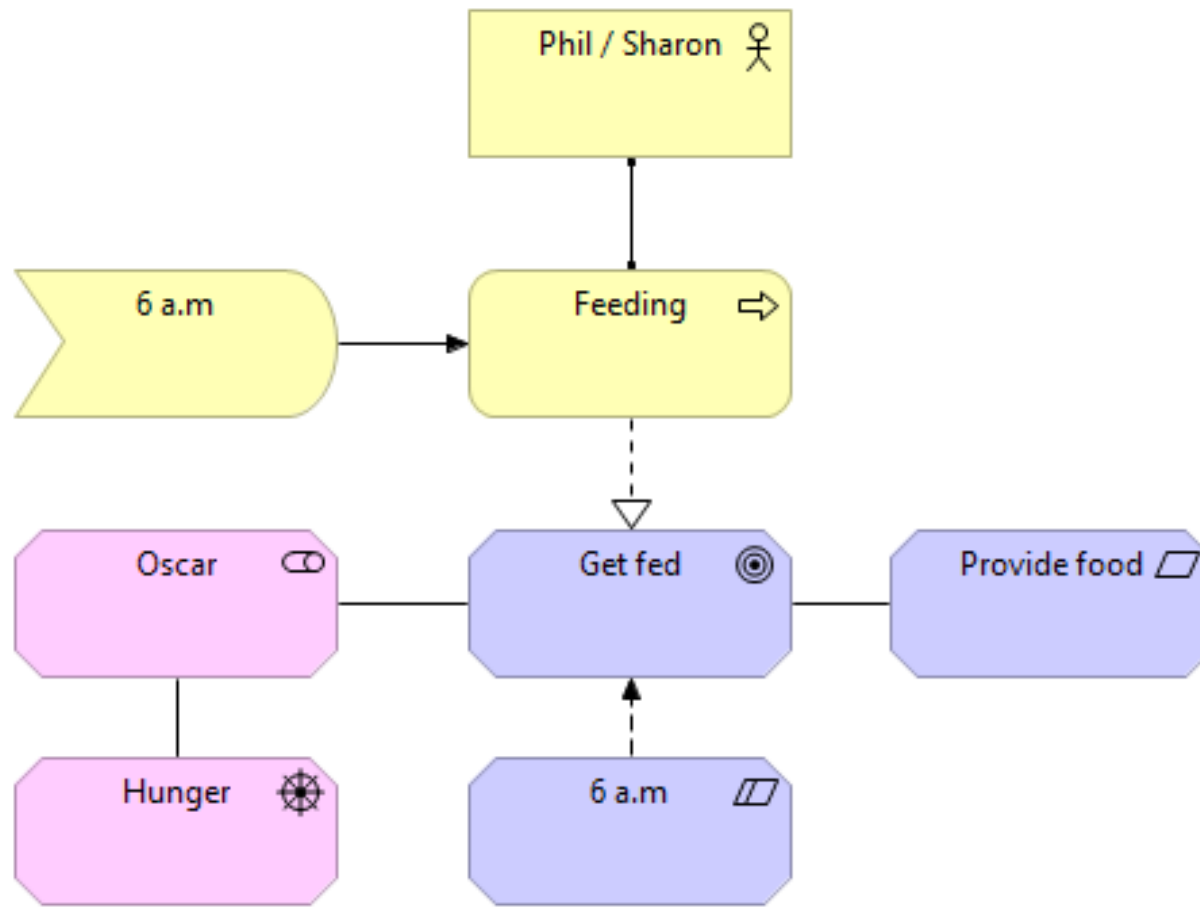 Phil / Sharon
6 a.m
Feeding
Oscar
Get fed
Provide food
Hunger
6 a.m